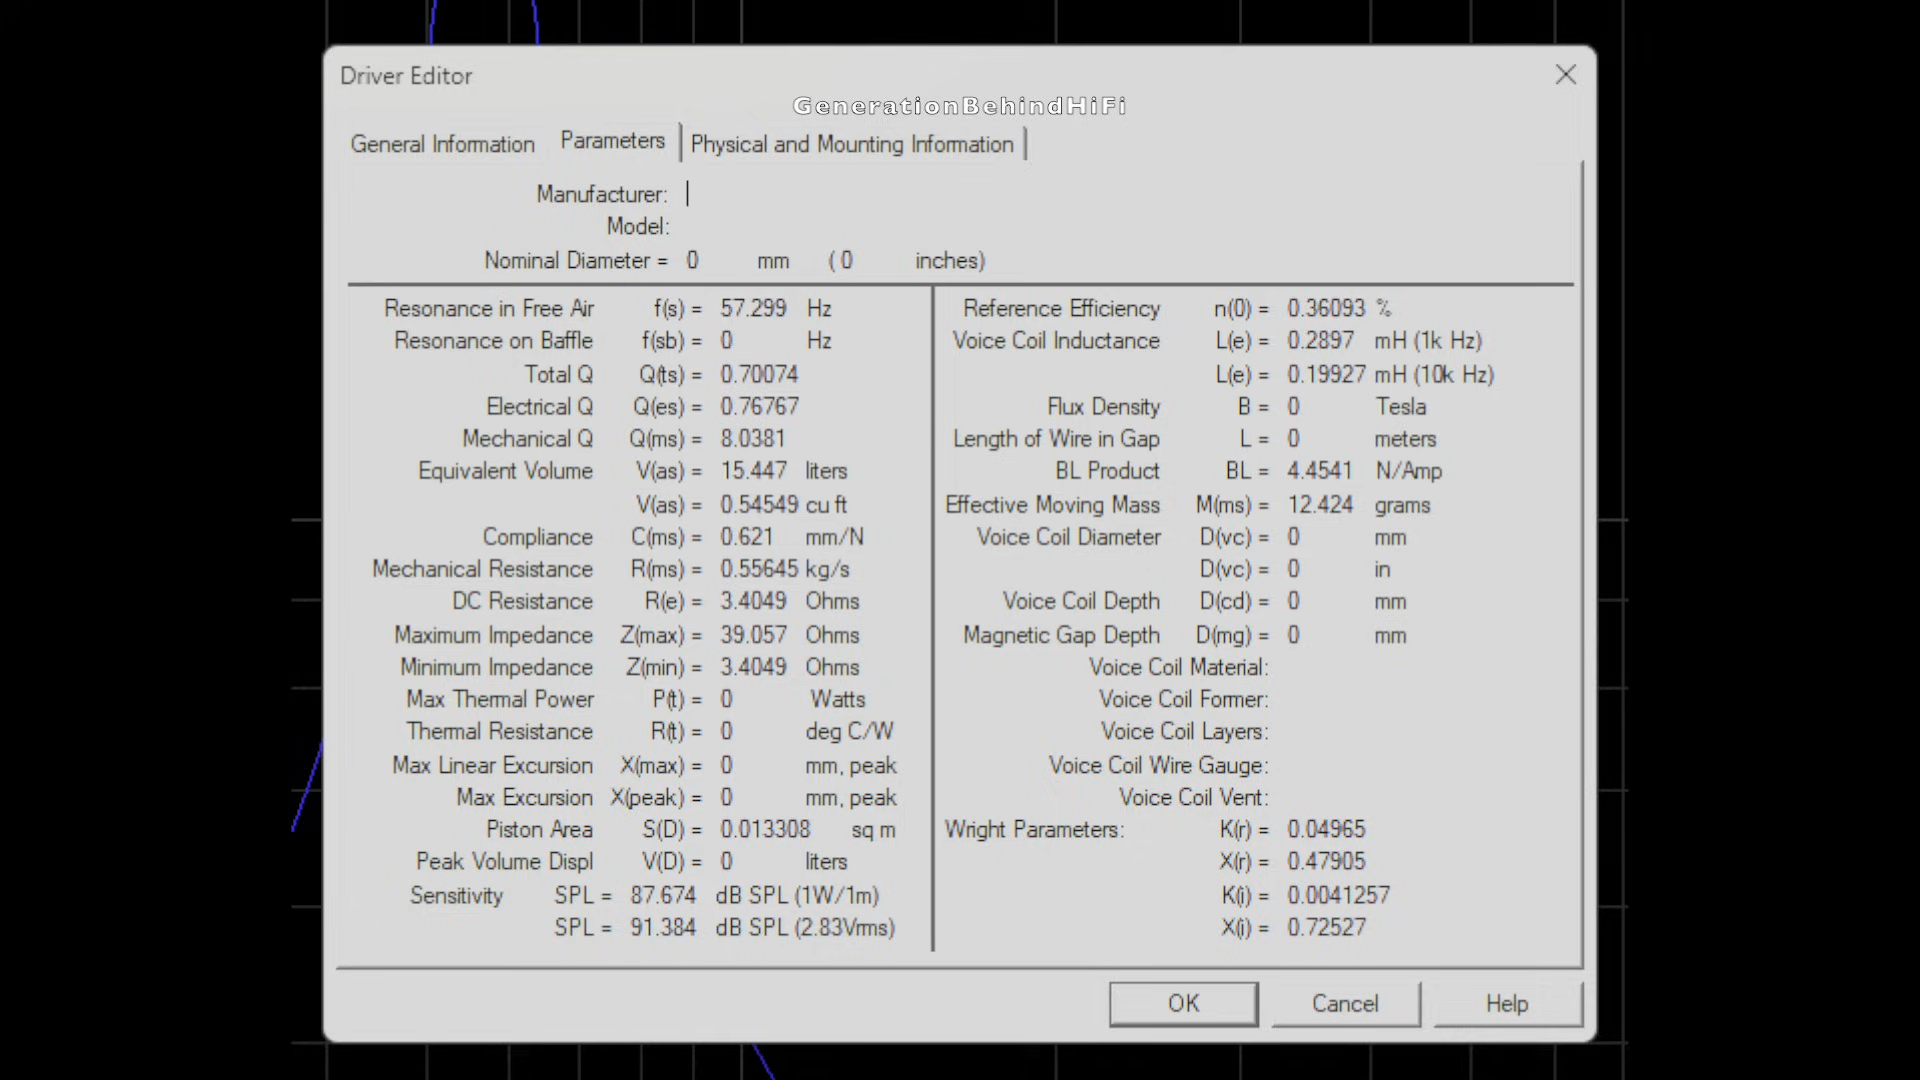 Driver Editor
GenerationBehindHiFi
General Information Parameters Physical and Mounting Information
Manufacturer:
Model:
Nominal Diameter = 0 mm ( 0 inches)
Resonance in Free Air f(s) = 57.299 Hz
Resonance on Baffle f(sb) = 0 Hz
Total Q Q(ts) = 0.70074
Electrical Q Q(es) = 0.76767
Mechanical Q Q(ms) = 8.0381
Equivalent Volume V(as) = 15.447 liters
V(as) = 0.54549 cu ft
Compliance C(ms) = 0.621 mm/N
Mechanical Resistance R(ms) = 0.55645 kg/s
DC Resistance R(e) = 3.4049 Ohms
Maximum Impedance Z(max) = 39.057 Ohms
Minimum Impedance Z(min) = 3.4049 Ohms
Max Thermal Power P(t) = 0 Watts
Thermal Resistance R(t) = 0 deg C/W
Max Linear Excursion X(max) = 0 mm, peak
Max Excursion X(peak) = 0 mm, peak
Piston Area S(D) = 0.013308 sq m
Peak Volume Displ V(D) = 0 liters
Sensitivity SPL = 87.674 dB SPL (1W/1m)
SPL = 91.384 dB SPL (2.83Vrms)
Reference Efficiency n(0) = 0.36093 %
Voice Coil Inductance L(e) = 0.2897 mH (1k Hz)
L(e) = 0.19927 mH (10k Hz)
Flux Density B = 0 Tesla
Length of Wire in Gap L = 0 meters
BL Product BL = 4.4541 N/Amp
Effective Moving Mass M(ms) = 12.424 grams
Voice Coil Diameter D(vc) = 0 mm
D(vc) = 0 in
Voice Coil Depth D(cd) = 0 mm
Magnetic Gap Depth D(mg) = 0 mm
Voice Coil Material:
Voice Coil Former:
Voice Coil Layers:
Voice Coil Wire Gauge:
Voice Coil Vent:
Wright Parameters: K(r) = 0.04965
X(r) = 0.47905
K(i) = 0.0041257
X(i) = 0.72527
OK Cancel Help